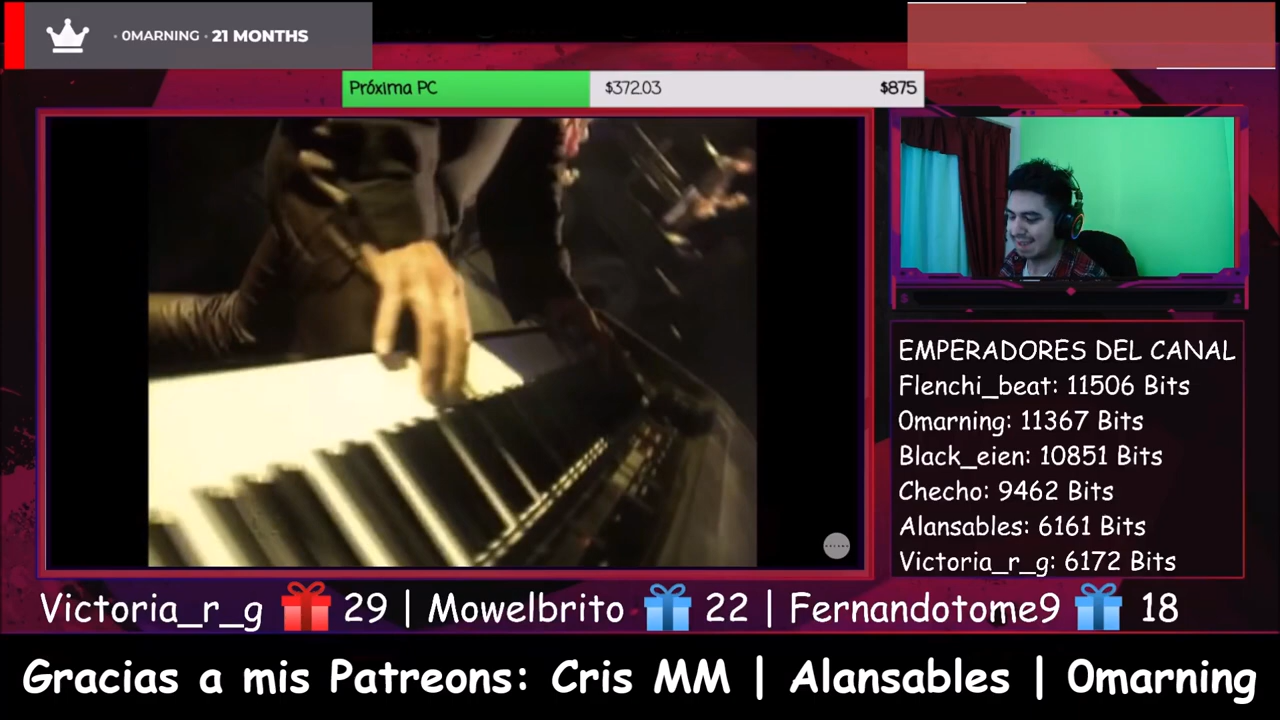 · 0MARNING · 21 MONTHS
Próxima PC $372.03 $875
EMPERADORES DEL CANAL
Flenchi_beat: 11506 Bits
0marning: 11367 Bits
Black_eien: 10851 Bits
Checho: 9462 Bits
Alansables: 6161 Bits
Victoria_r_g: 6172 Bits
Victoria_r_g 29 | Mowelbrito 22 | Fernandotome9 18
Gracias a mis Patreons: Cris MM | Alansables | 0marning